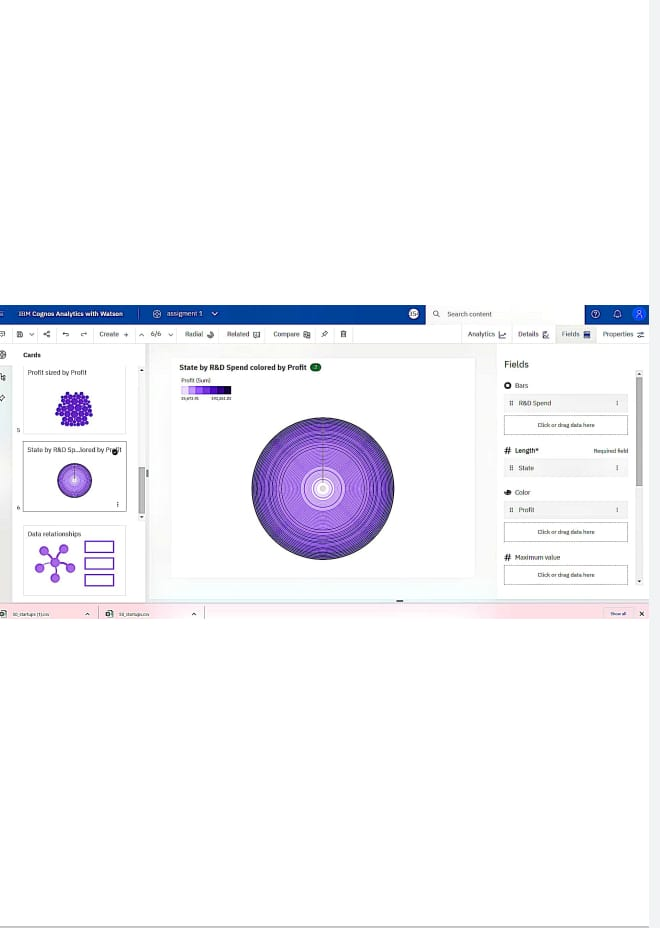 IBM Cognos Analytics with Watson
assigment 1
Search content
Create
6/6
Radial
Related
Compare
Analytics
Details
Fields
Properties
Cards
Profit sized by Profit
5
State by R&D Sp...lored by Profit
6
Data relationships
State by R&D Spend colored by Profit
Profit (Sum)
Fields
Bars
R&D Spend
Click or drag data here
# Length*
Required field
State
Color
Profit
Click or drag data here
# Maximum value
Click or drag data here
50_startups (1).csv
50_startups.csv
Show all
X